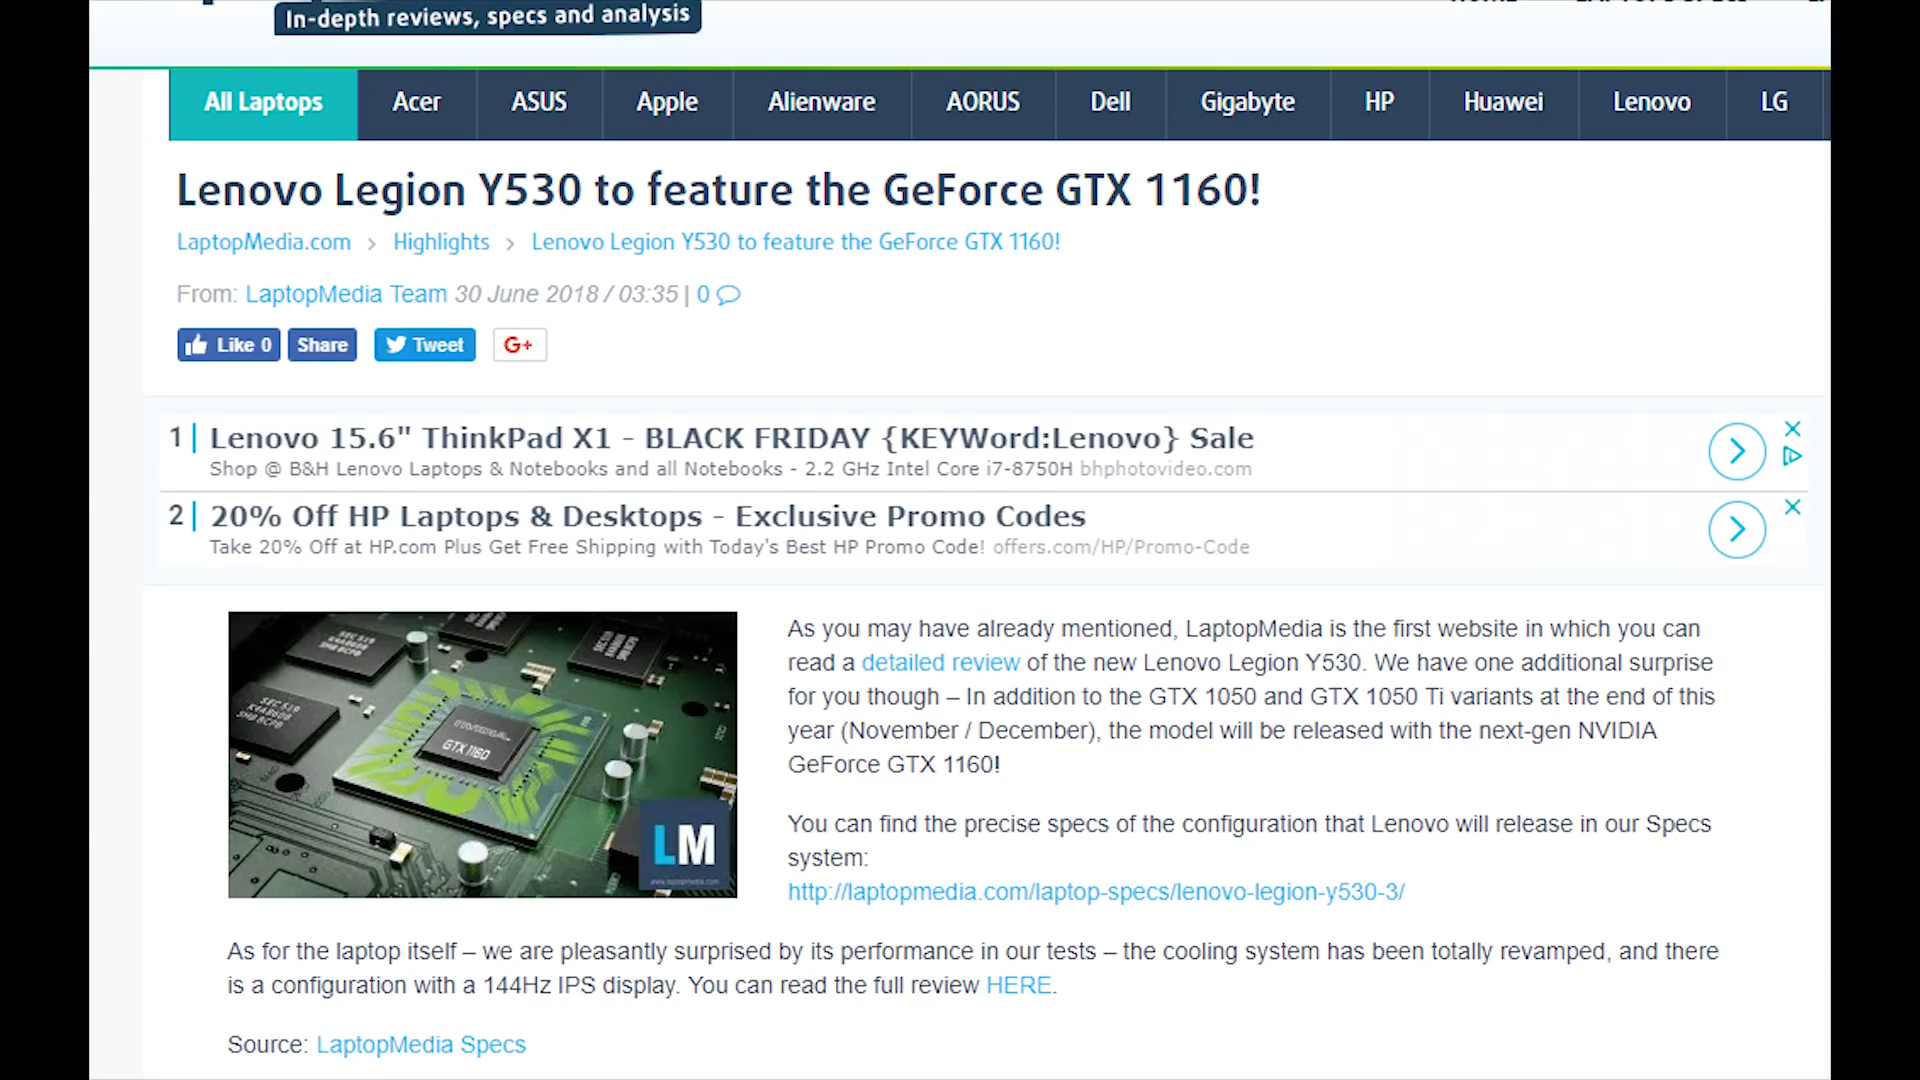 In-depth reviews, specs and analysis
All Laptops Acer ASUS Apple Alienware AORUS Dell Gigabyte HP Huawei Lenovo LG
Lenovo Legion Y530 to feature the GeForce GTX 1160!
LaptopMedia.com > Highlights > Lenovo Legion Y530 to feature the GeForce GTX 1160!
From: LaptopMedia Team 30 June 2018 / 03:35 | 0
Like 0 Share Tweet G+
1 Lenovo 15.6" ThinkPad X1 - BLACK FRIDAY {KEYWord:Lenovo} Sale
Shop @ B&H Lenovo Laptops & Notebooks and all Notebooks - 2.2 GHz Intel Core i7-8750H bhphotovideo.com
2 20% Off HP Laptops & Desktops - Exclusive Promo Codes
Take 20% Off at HP.com Plus Get Free Shipping with Today's Best HP Promo Code! offers.com/HP/Promo-Code
GTX 1160
LM
www.laptopmedia.com
As you may have already mentioned, LaptopMedia is the first website in which you can
read a detailed review of the new Lenovo Legion Y530. We have one additional surprise
for you though – In addition to the GTX 1050 and GTX 1050 Ti variants at the end of this
year (November / December), the model will be released with the next-gen NVIDIA
GeForce GTX 1160!
You can find the precise specs of the configuration that Lenovo will release in our Specs
system:
http://laptopmedia.com/laptop-specs/lenovo-legion-y530-3/
As for the laptop itself – we are pleasantly surprised by its performance in our tests – the cooling system has been totally revamped, and there
is a configuration with a 144Hz IPS display. You can read the full review HERE.
Source: LaptopMedia Specs